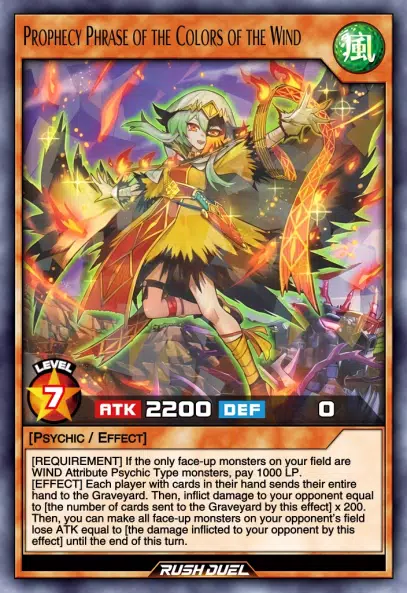 PROPHECY PHRASE OF THE COLORS OF THE WIND
風
LEVEL
7
ATK 2200 DEF 0
[PSYCHIC / EFFECT]
[REQUIREMENT] If the only face-up monsters on your field are
WIND Attribute Psychic Type monsters, pay 1000 LP.
[EFFECT] Each player with cards in their hand sends their entire
hand to the Graveyard. Then, inflict damage to your opponent equal
to [the number of cards sent to the Graveyard by this effect] x 200.
Then, you can make all face-up monsters on your opponent's field
lose ATK equal to [the damage inflicted to your opponent by this
effect] until the end of this turn.
RUSH DUEL